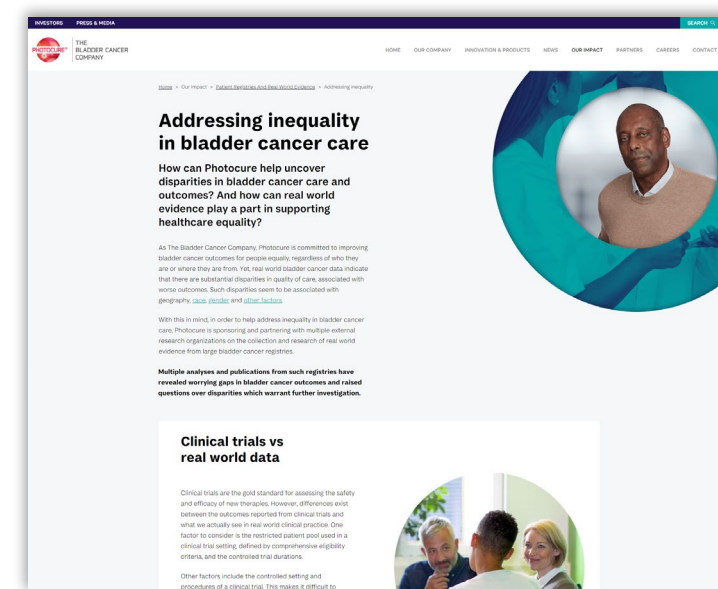 INVESTORS PRESS & MEDIA
SEARCH
PHOTOCURE
THE
BLADDER CANCER
COMPANY
HOME OUR COMPANY INNOVATION & PRODUCTS NEWS OUR IMPACT PARTNERS CAREERS CONTACT
Home > Our Impact > Patient Registries And Real World Evidence > Addressing inequality
Addressing inequality
in bladder cancer care
How can Photocure help uncover
disparities in bladder cancer care and
outcomes? And how can real world
evidence play a part in supporting
healthcare equality?
As The Bladder Cancer Company, Photocure is committed to improving
bladder cancer outcomes for people equally, regardless of who they
are or where they are from. Yet, real world bladder cancer data indicate
that there are substantial disparities in quality of care, associated with
worse outcomes. Such disparities seem to be associated with
geography, race, gender and other factors.
With this in mind, in order to help address inequality in bladder cancer
care, Photocure is sponsoring and partnering with multiple external
research organizations on the collection and research of real world
evidence from large bladder cancer registries.
Multiple analyses and publications from such registries have
revealed worrying gaps in bladder cancer outcomes and raised
questions over disparities which warrant further investigation.
Clinical trials vs
real world data
Clinical trials are the gold standard for assessing the safety
and efficacy of new therapies. However, differences exist
between the outcomes reported from clinical trials and
what we actually see in real world clinical practice. One
factor to consider is the restricted patient pool used in a
clinical trial setting, defined by comprehensive eligibility
criteria, and the controlled trial durations.
Other factors include the controlled setting and
procedures of a clinical trial. This makes it difficult to